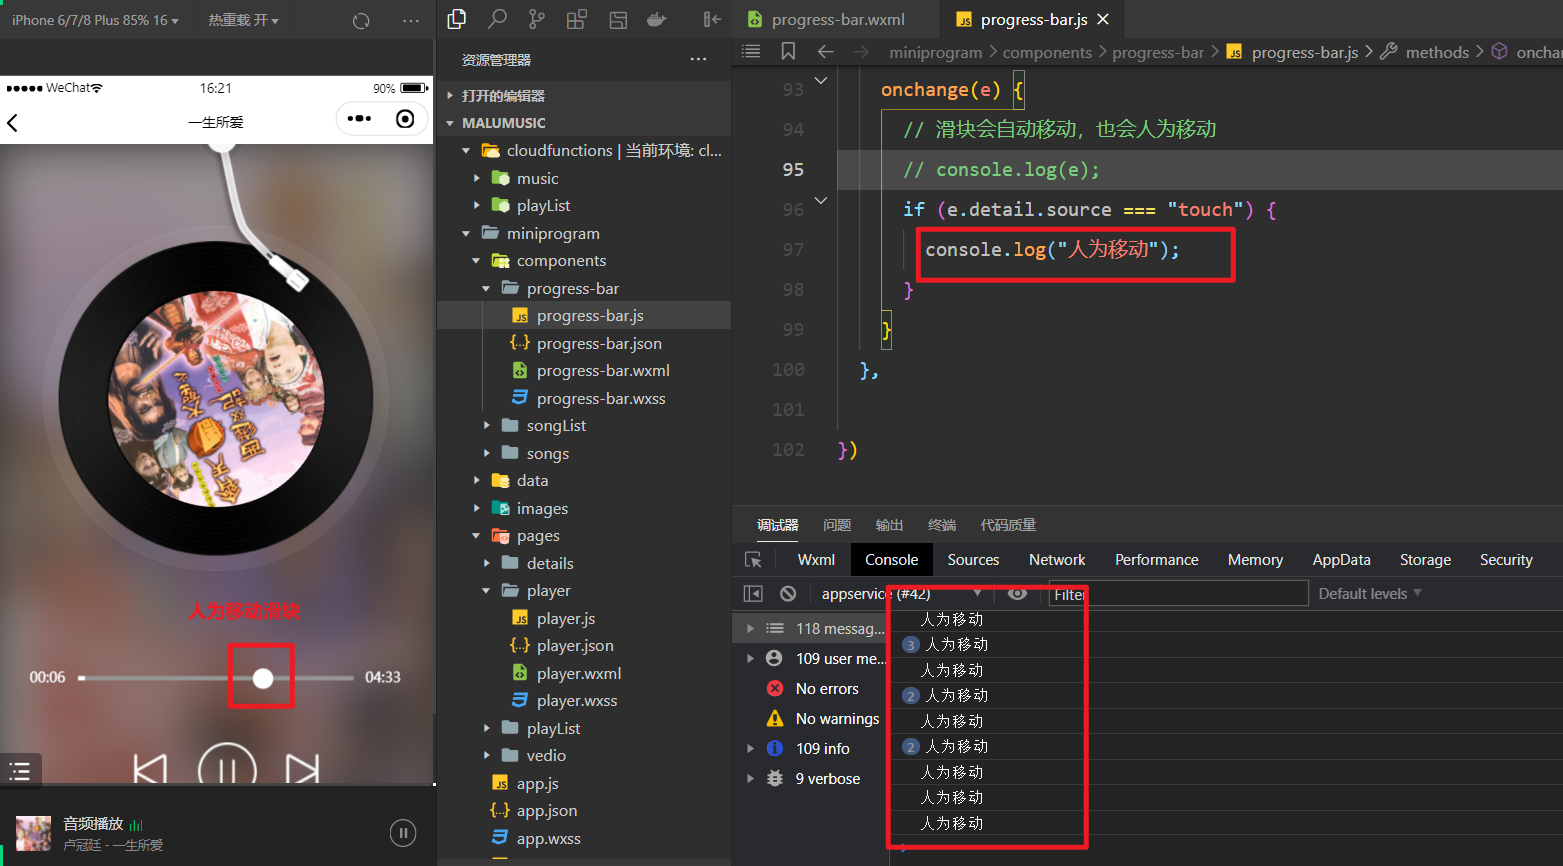 iPhone 6/7/8 Plus 85% 16
热重载 开
WeChat
16:21
90%
一生所爱
人为移动滑块
00:06
04:33
音频播放
卢冠廷 - 一生所爱
资源管理器
打开的编辑器
MALUMUSIC
cloudfunctions | 当前环境: cl...
music
playList
miniprogram
components
progress-bar
progress-bar.js
progress-bar.json
progress-bar.wxml
progress-bar.wxss
songList
songs
data
images
pages
details
player
player.js
player.json
player.wxml
player.wxss
playList
vedio
app.js
app.json
app.wxss
progress-bar.wxml
progress-bar.js
miniprogram > components > progress-bar > progress-bar.js > methods > onchan
93 onchange(e) {
94 // 滑块会自动移动，也会人为移动
95 // console.log(e);
96 if (e.detail.source === "touch") {
97 console.log("人为移动");
98 }
99 }
100 },
101
102 })
调试器 问题 输出 终端 代码质量
Wxml Console Sources Network Performance Memory AppData Storage Security
appservice (#42) Filter Default levels
118 messag...
109 user me...
No errors
No warnings
109 info
9 verbose
人为移动
3 人为移动
人为移动
2 人为移动
人为移动
2 人为移动
人为移动
人为移动
人为移动